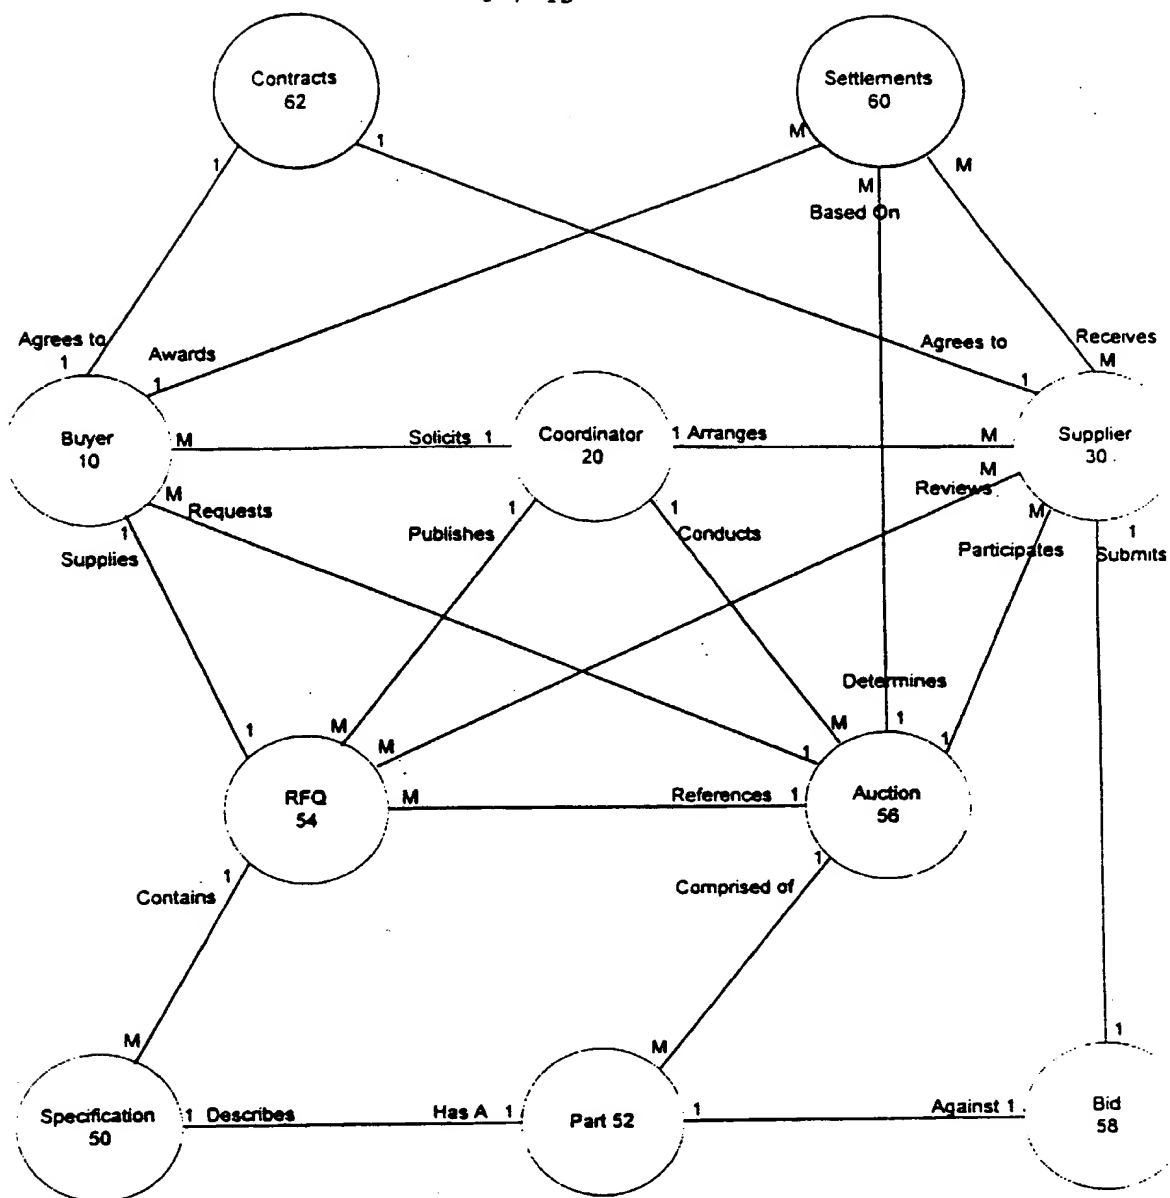 Contracts
62
Settlements
60
1
1
M
M
M
Based On
Agrees to
1
Awards
1
Agrees to
1
Receives
M
Buyer
10
M
Solicits 1
Coordinator
20
1 Arranges
M
Supplier
30
M
Requests
1
Supplies
1
Publishes
1
Conducts
M
Reviews
M
Participates
1
Submits
Determines
1
M
M
M
1
1
1
RFQ
54
M
References 1
Auction
56
1
Contains
1
Comprised of
M
M
1
Specification
50
1 Describes
Has A 1
Part 52
1
Against 1
Bid
58